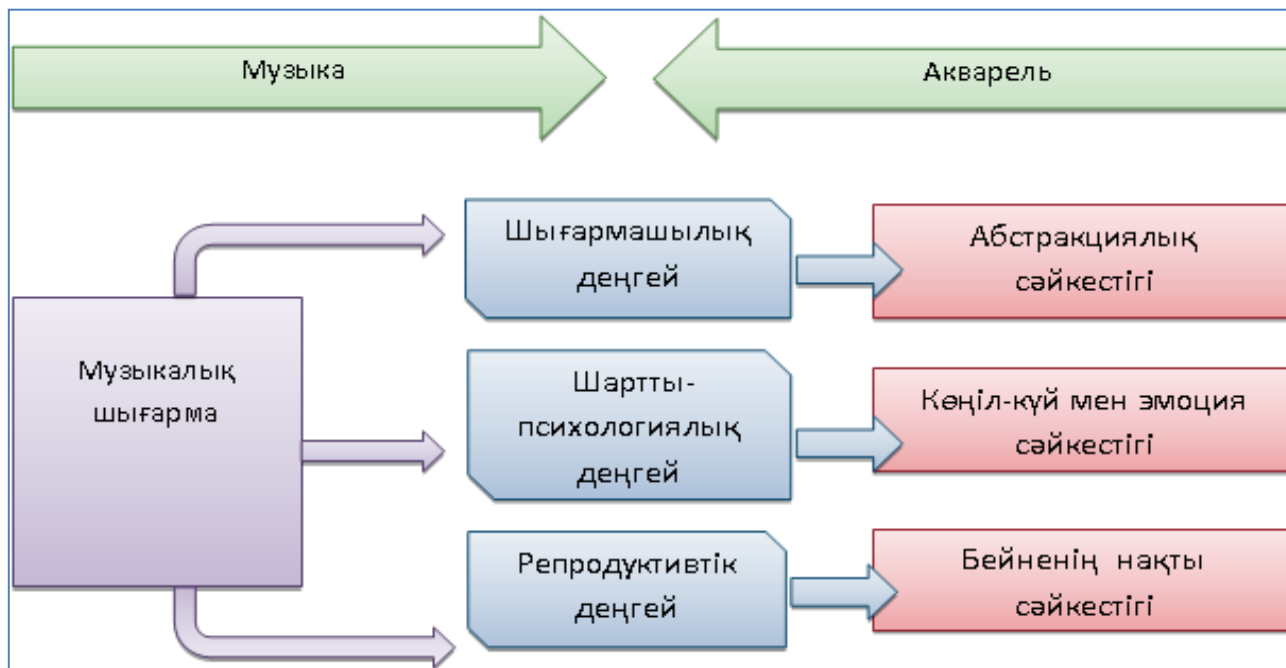 Музыка
Акварель
Музыкалық
шығарма
Шығармашылық
деңгей
Абстракциялық
сәйкестігі
Шартты-
психологиялық
деңгей
Көңіл-күй мен эмоция
сәйкестігі
Репродуктивтік
деңгей
Бейненің нақты
сәйкестігі